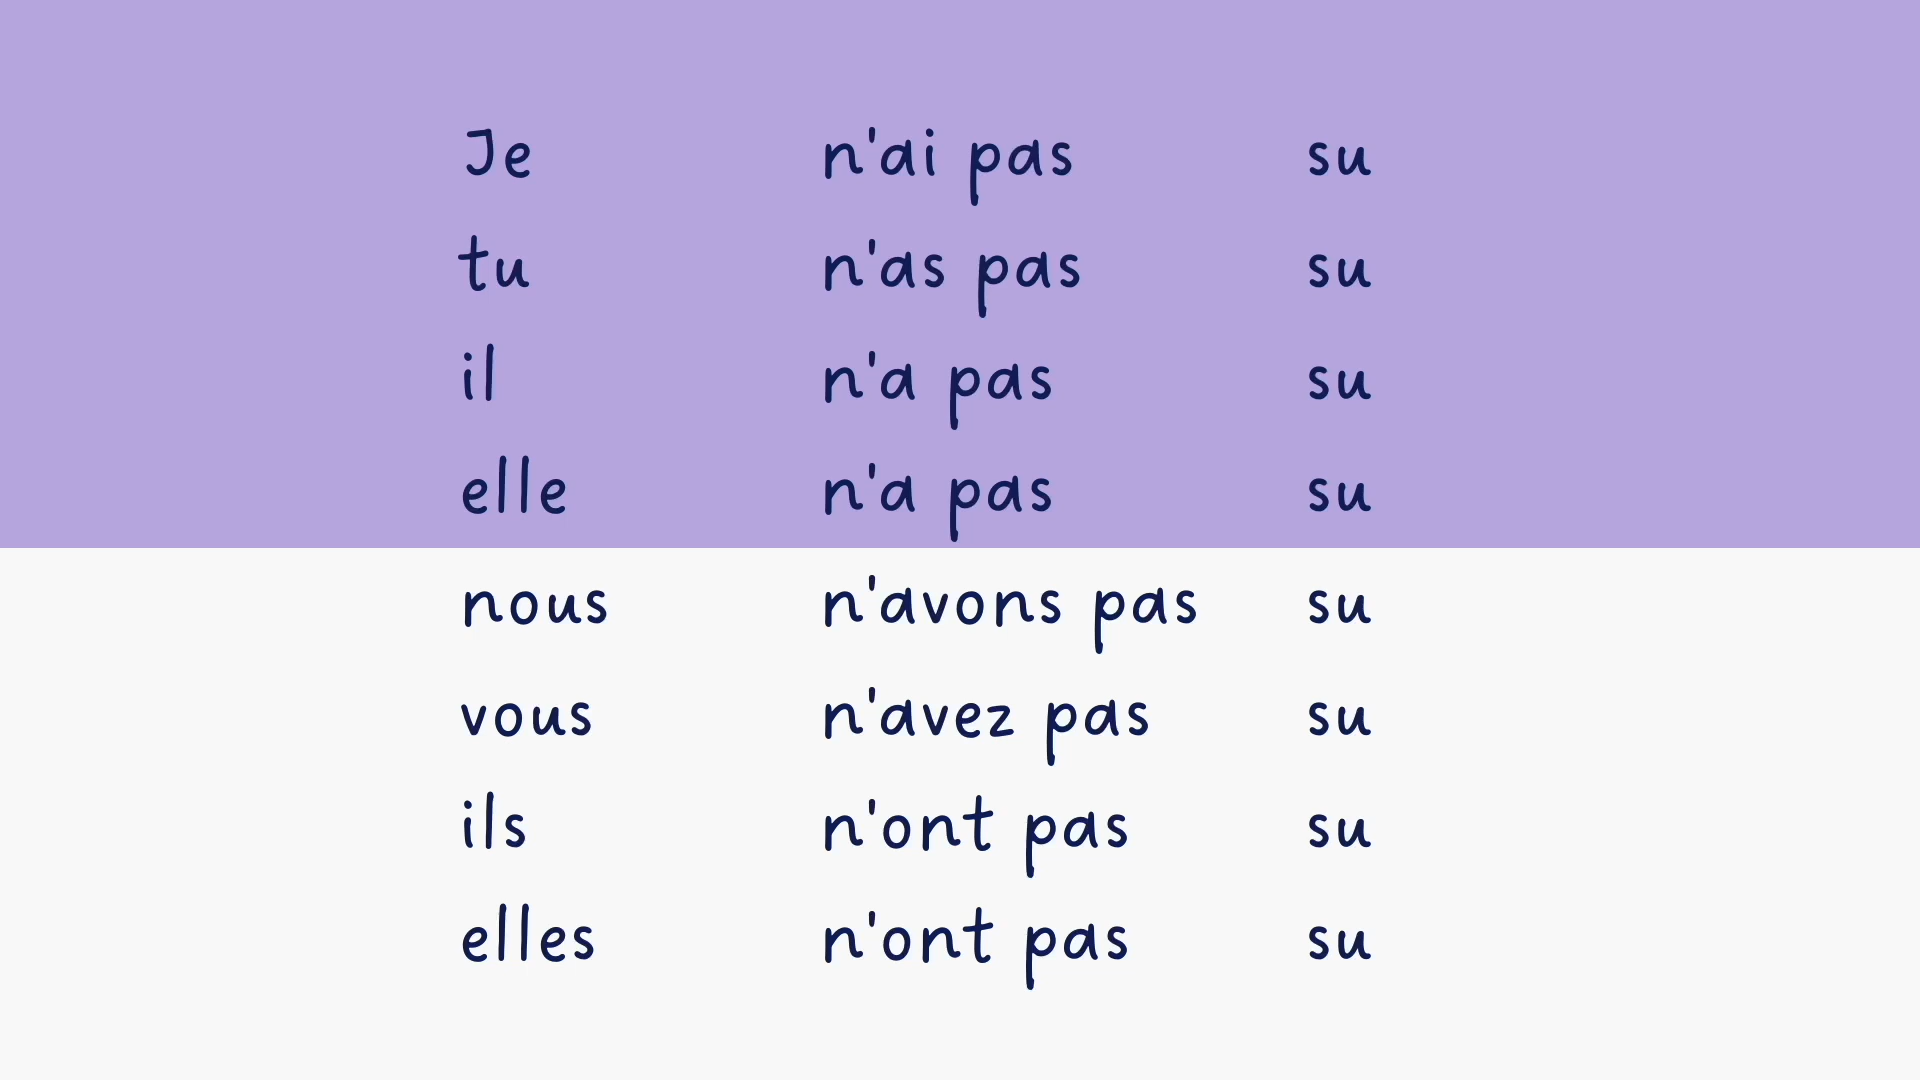 Je n'ai pas su
tu n'as pas su
il n'a pas su
elle n'a pas su
nous n'avons pas su
vous n'avez pas su
ils n'ont pas su
elles n'ont pas su